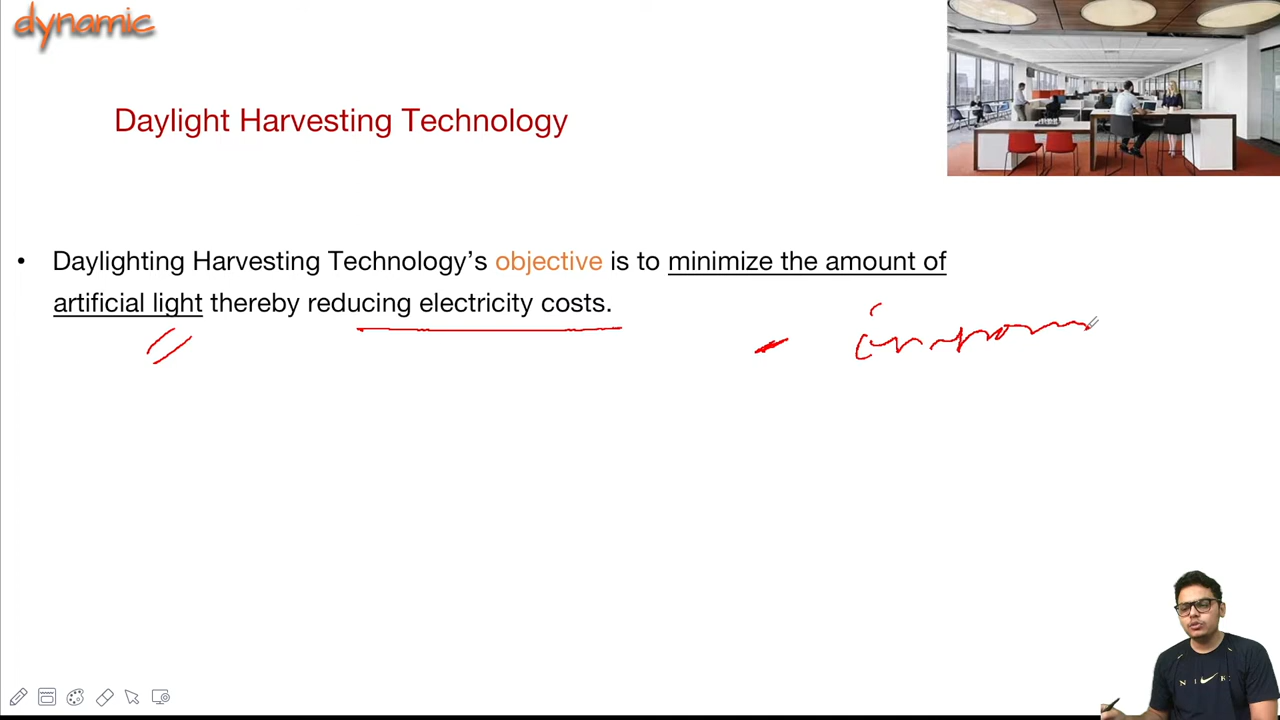 dynamic
Daylight Harvesting Technology
• Daylighting Harvesting Technology’s objective is to minimize the amount of
artificial light thereby reducing electricity costs.